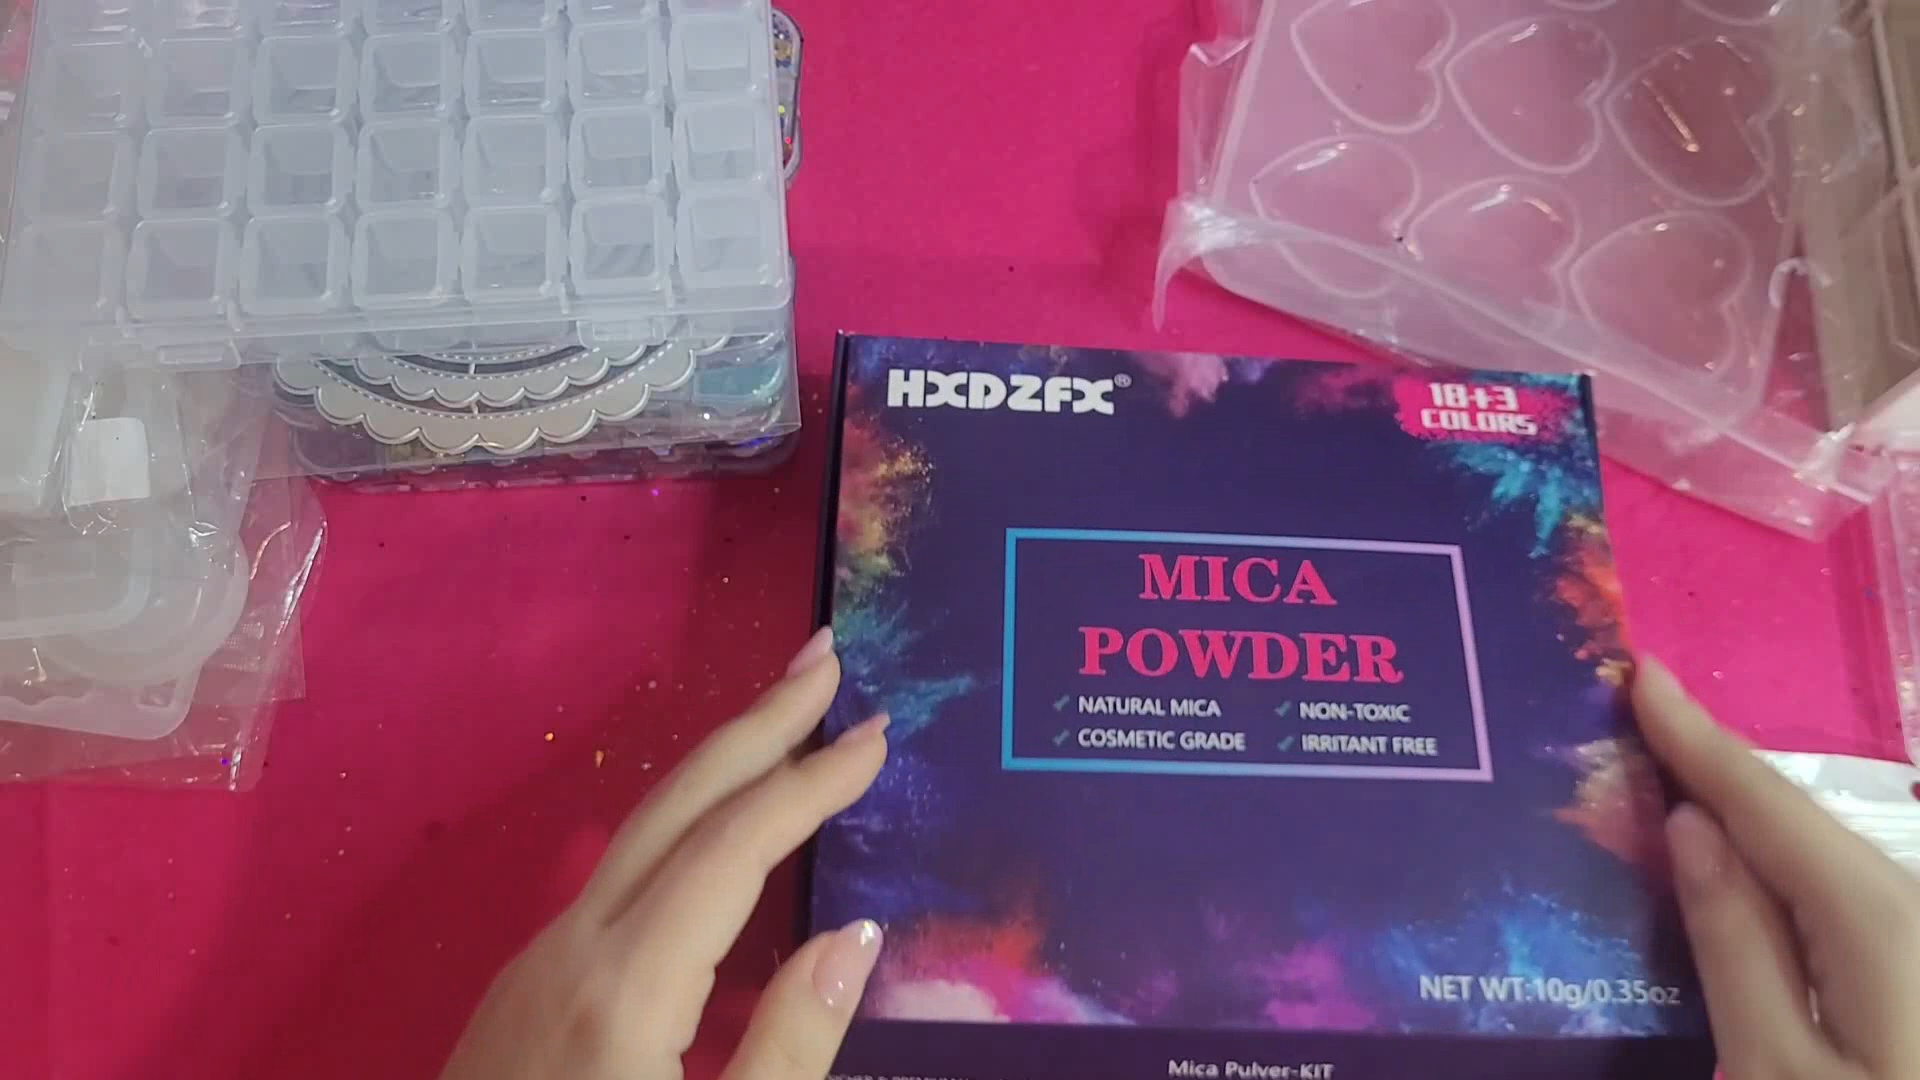 HXDZFX®
18+3
COLORS
MICA
POWDER
✓ NATURAL MICA
✓ NON-TOXIC
✓ COSMETIC GRADE
✓ IRRITANT FREE
NET WT:10g/0.35oz
Mica Pulver-KIT